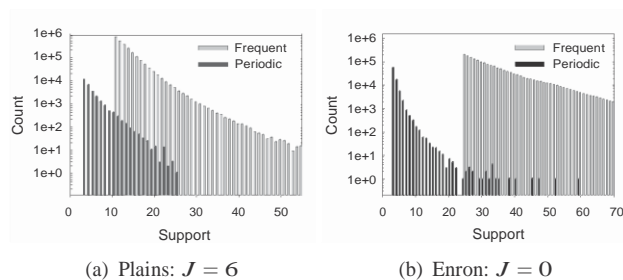 1e+6
1e+5
1e+4
1e+3
1e+2
1e+1
1e+0
Count
Frequent
Periodic
0 10 20 30 40 50
Support
(a) Plains: J = 6
1e+6
1e+5
1e+4
1e+3
1e+2
1e+1
1e+0
Count
Frequent
Periodic
0 10 20 30 40 50 60 70
Support
(b) Enron: J = 0